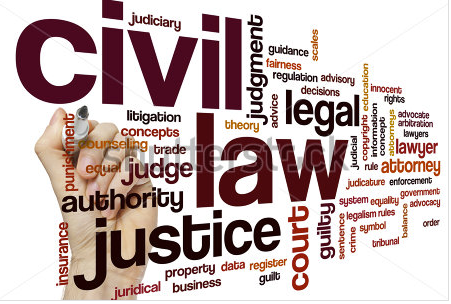 civil
judiciary
judgment
guidance
scales
fairness
regulation
advisory
decisions
advice
legal
education
copyright
information
concept
innocent
rights
attorneys
advocate
arbitration
lawyers
lawyer
attorney
judicial
rule
litigation
concepts
theory
punishment
counseling
trade
equal
judge
law
authority
justice
judicature
enforcement
government
advocacy
system
equality
balance
legalism
rules
order
sentence
crime
symbol
tribunal
court
guilty
guilt
insurance
property
data
register
juridical
business